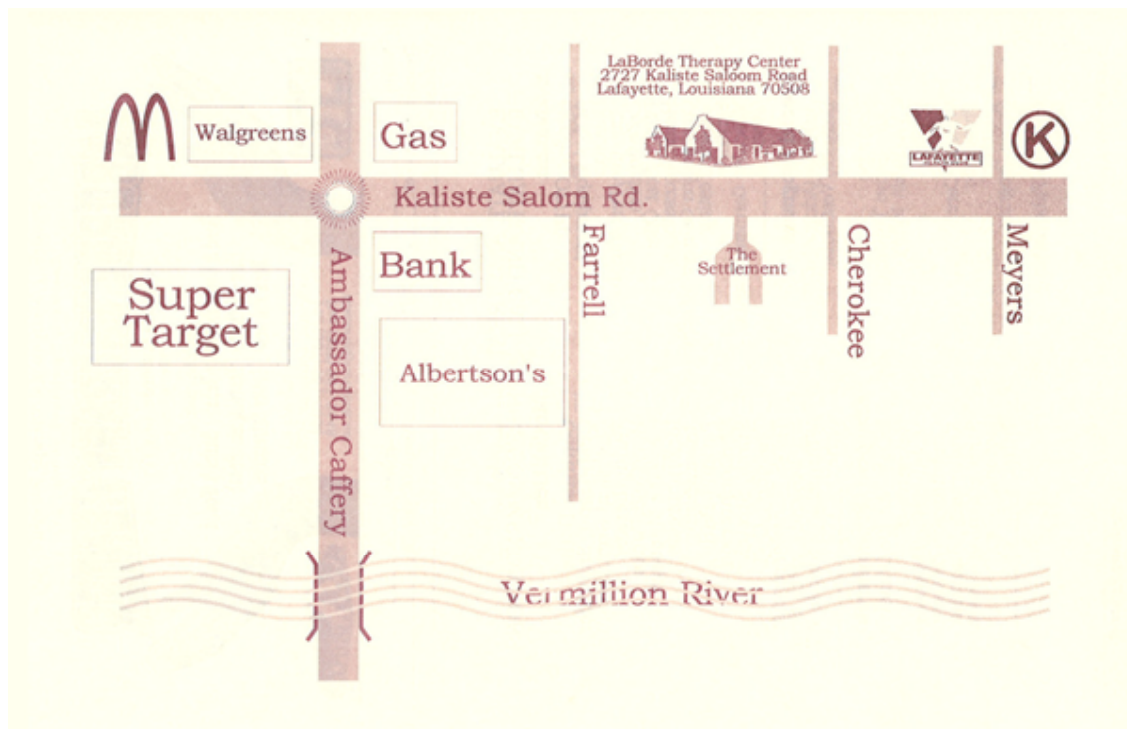 LaBorde Therapy Center
2727 Kaliste Saloom Road
Lafayette, Louisiana 70508
Walgreens
Gas
LAFAYETTE
K
Kaliste Salom Rd.
Farrell
Cherokee
Meyers
The
Settlement
Bank
Super
Target
Ambassador Caffery
Albertson's
Vermillion River